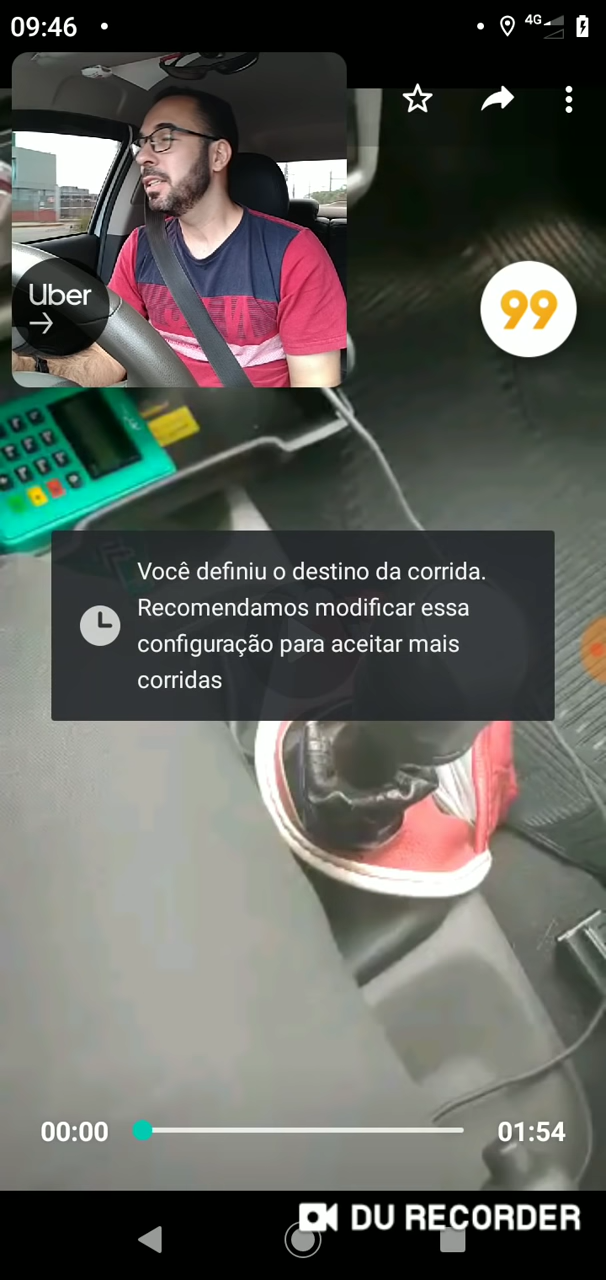 09:46
4G
Uber
99
Você definiu o destino da corrida.
Recomendamos modificar essa
configuração para aceitar mais
corridas
00:00
01:54
DU RECORDER